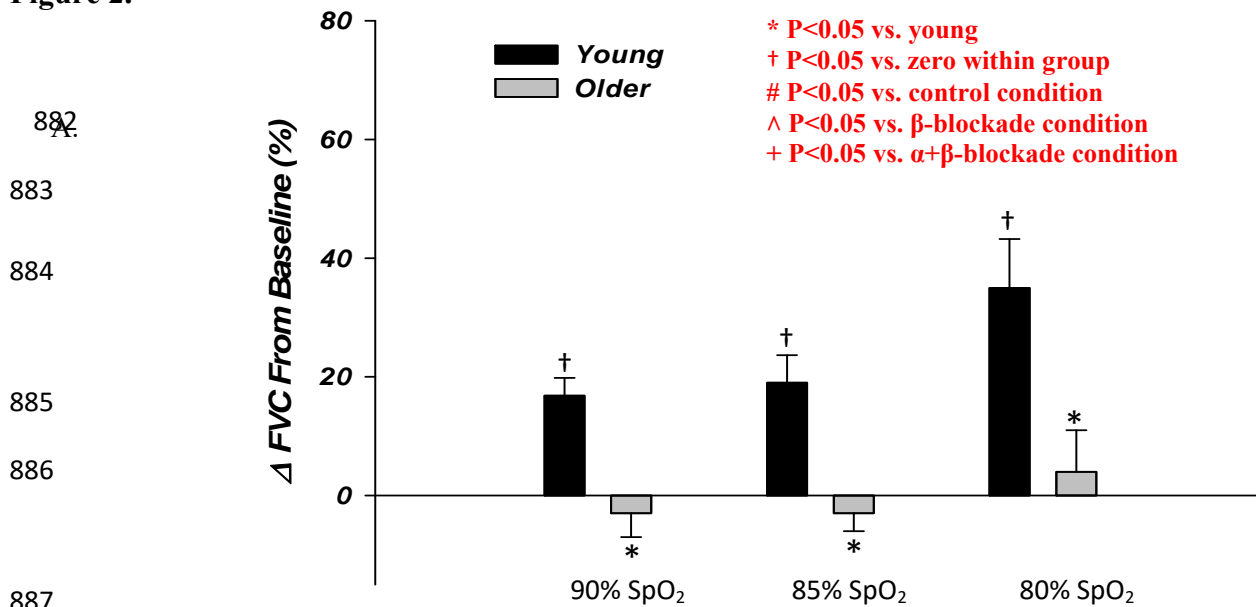 Figure 2.
882
A.
883
884
885
886
887
Δ FVC From Baseline (%)
80
60
40
20
0
Young
Older
* P<0.05 vs. young
† P<0.05 vs. zero within group
# P<0.05 vs. control condition
^ P<0.05 vs. β-blockade condition
+ P<0.05 vs. α+β-blockade condition
† † †
* * *
90% SpO₂ 85% SpO₂ 80% SpO₂